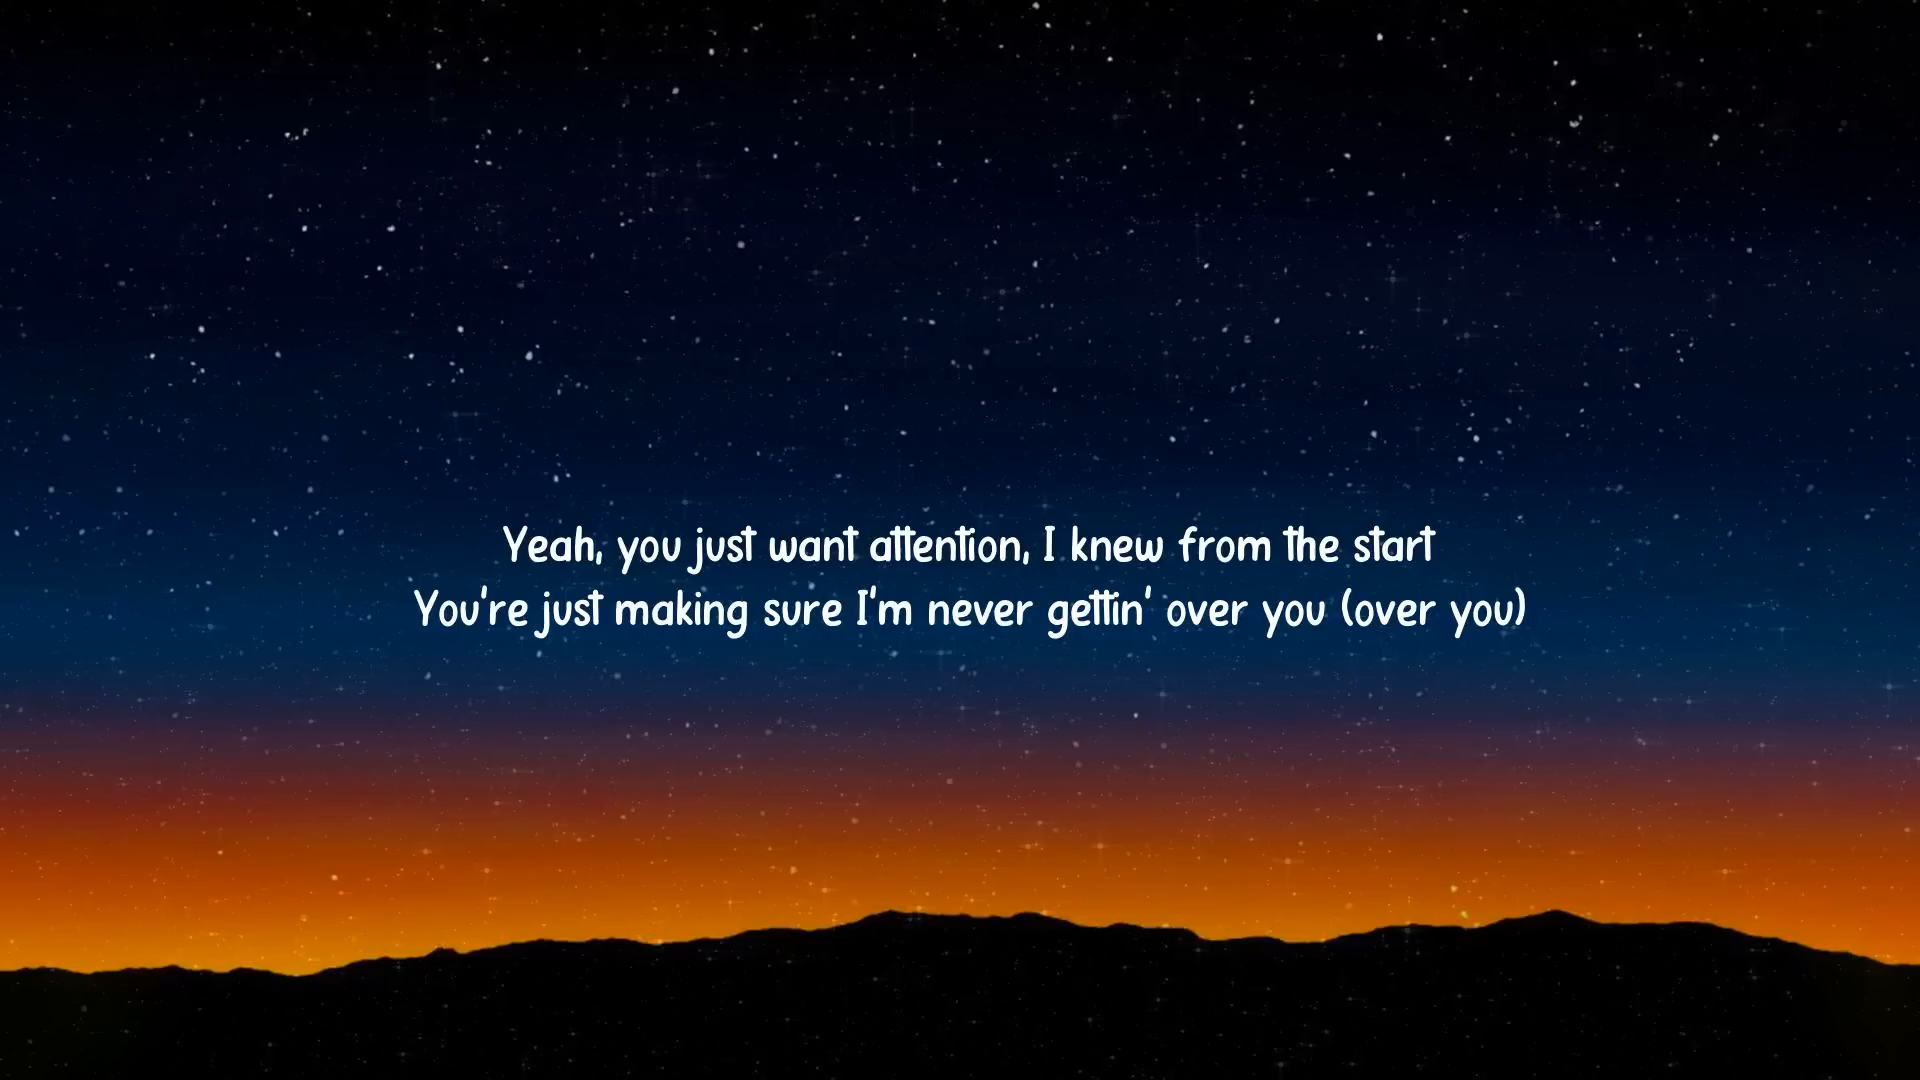 Yeah, you just want attention, I knew from the start
You're just making sure I'm never gettin' over you (over you)